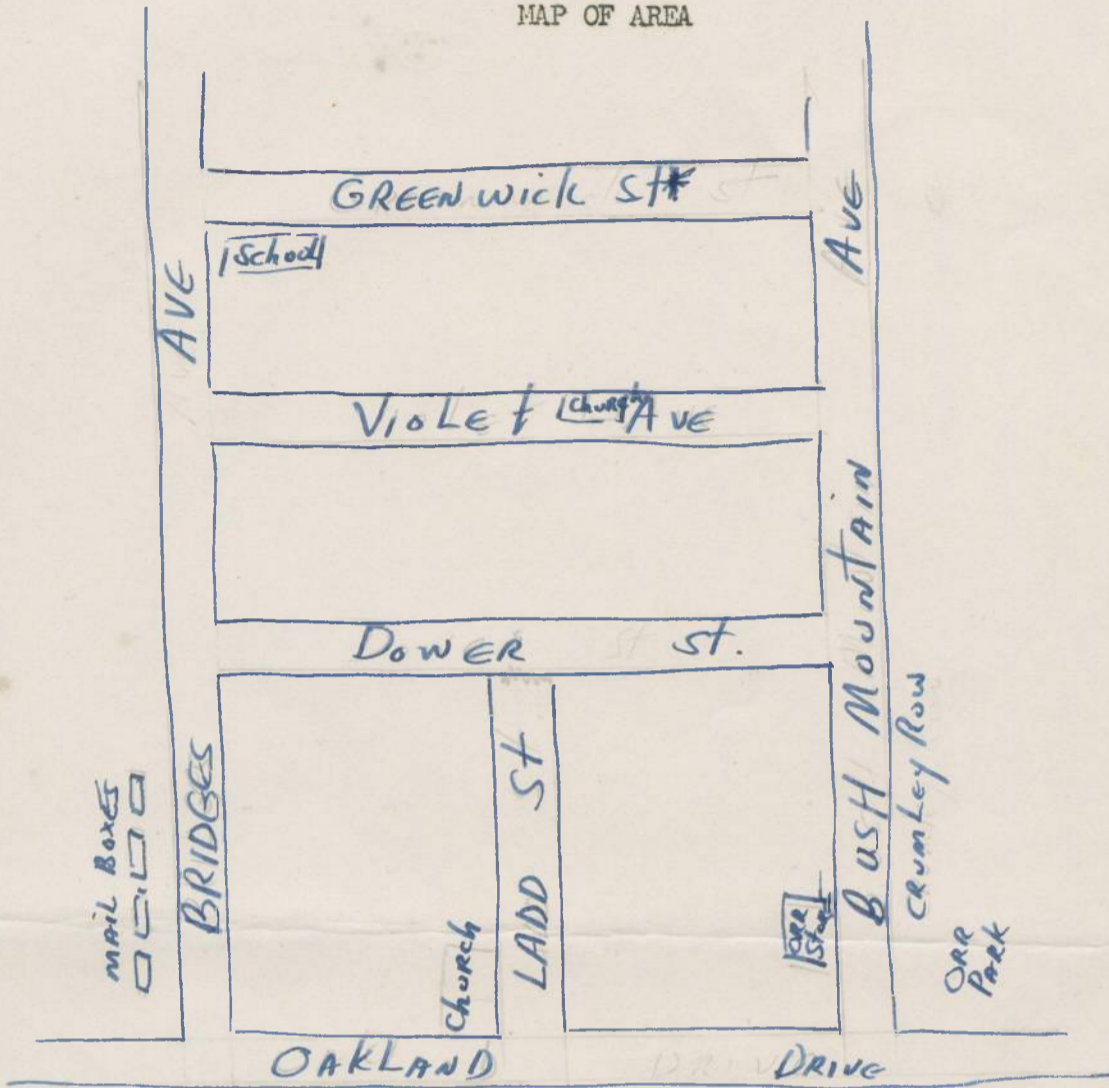 MAP OF AREA
GREENWICK St*
School
AVE
AVE
VIOLET AVE
Church
DOWER St.
BUSH MOUNTAIN
CRUMLEY ROW
BRIDGES
MAIL BOXES
LADD St
Church
ORR
Store
ORR
PARK
OAKLAND DRIVE